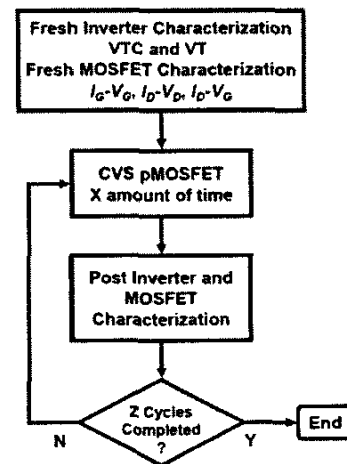 Fresh Inverter Characterization
VTC and VT
Fresh MOSFET Characterization
IG-VG, ID-VD, ID-VG
CVS pMOSFET
X amount of time
Post Inverter and
MOSFET
Characterization
Z Cycles
Completed
?
N
Y
End